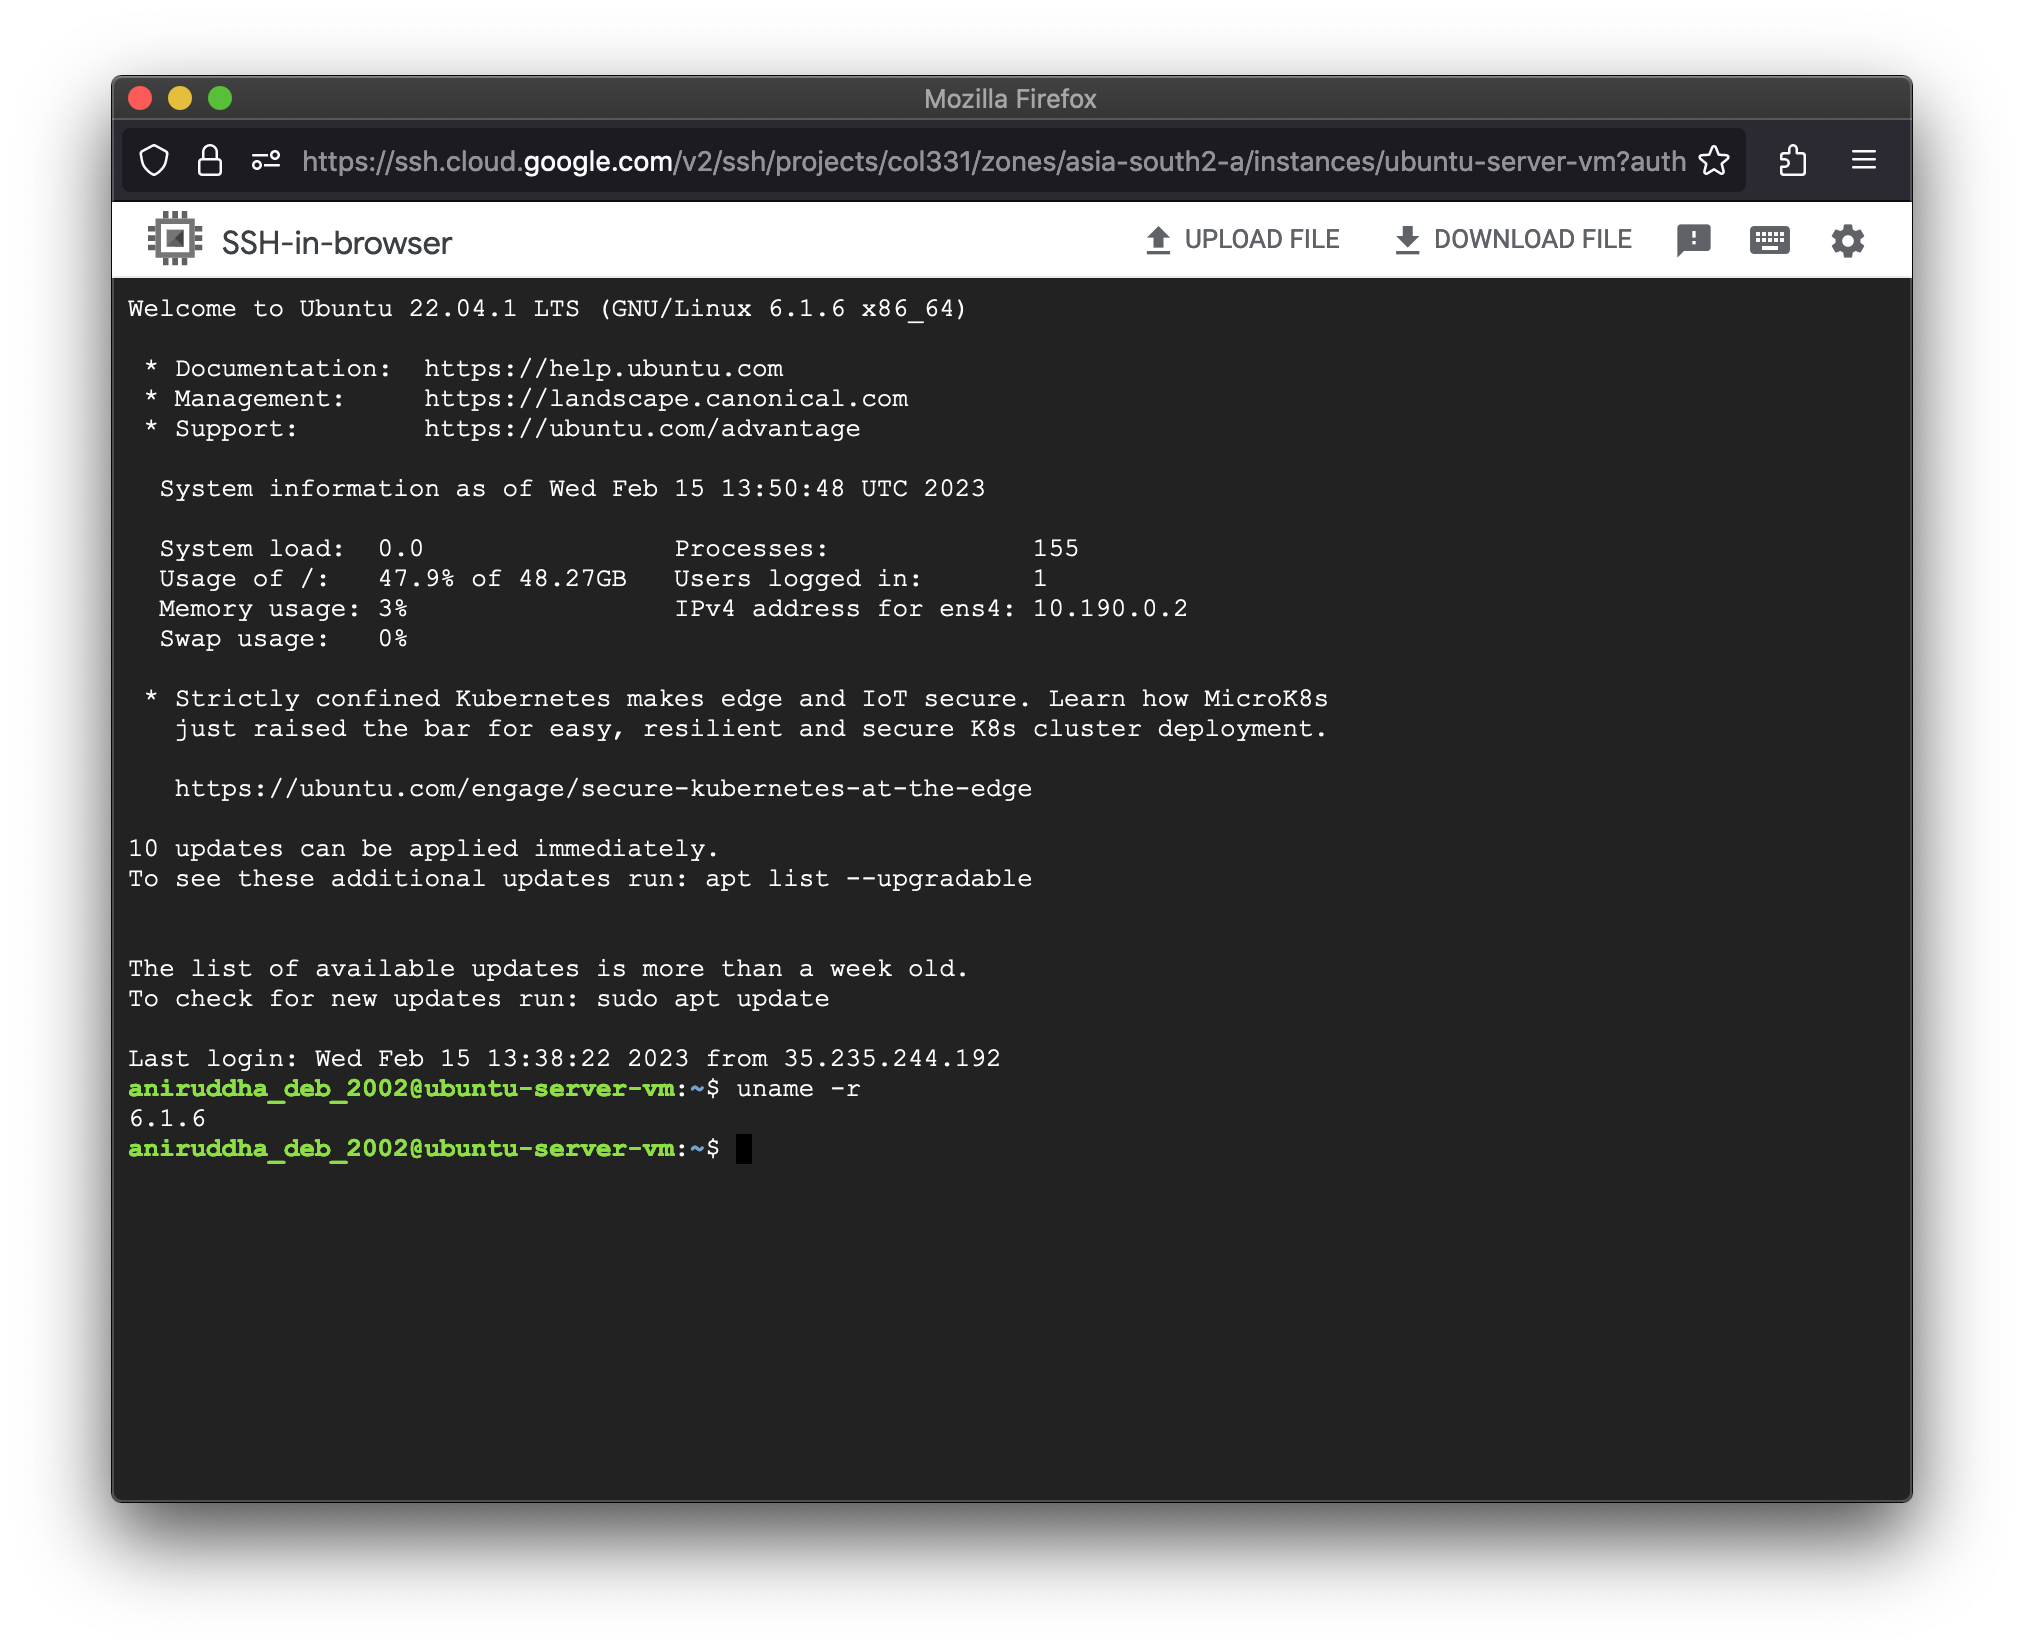 Mozilla Firefox
https://ssh.cloud.google.com/v2/ssh/projects/col331/zones/asia-south2-a/instances/ubuntu-server-vm?auth
SSH-in-browser UPLOAD FILE DOWNLOAD FILE
Welcome to Ubuntu 22.04.1 LTS (GNU/Linux 6.1.6 x86_64)
* Documentation: https://help.ubuntu.com
* Management: https://landscape.canonical.com
* Support: https://ubuntu.com/advantage
System information as of Wed Feb 15 13:50:48 UTC 2023
System load: 0.0 Processes: 155
Usage of /: 47.9% of 48.27GB Users logged in: 1
Memory usage: 3% IPv4 address for ens4: 10.190.0.2
Swap usage: 0%
* Strictly confined Kubernetes makes edge and IoT secure. Learn how MicroK8s
just raised the bar for easy, resilient and secure K8s cluster deployment.
https://ubuntu.com/engage/secure-kubernetes-at-the-edge
10 updates can be applied immediately.
To see these additional updates run: apt list --upgradable
The list of available updates is more than a week old.
To check for new updates run: sudo apt update
Last login: Wed Feb 15 13:38:22 2023 from 35.235.244.192
aniruddha_deb_2002@ubuntu-server-vm:~$ uname -r
6.1.6
aniruddha_deb_2002@ubuntu-server-vm:~$